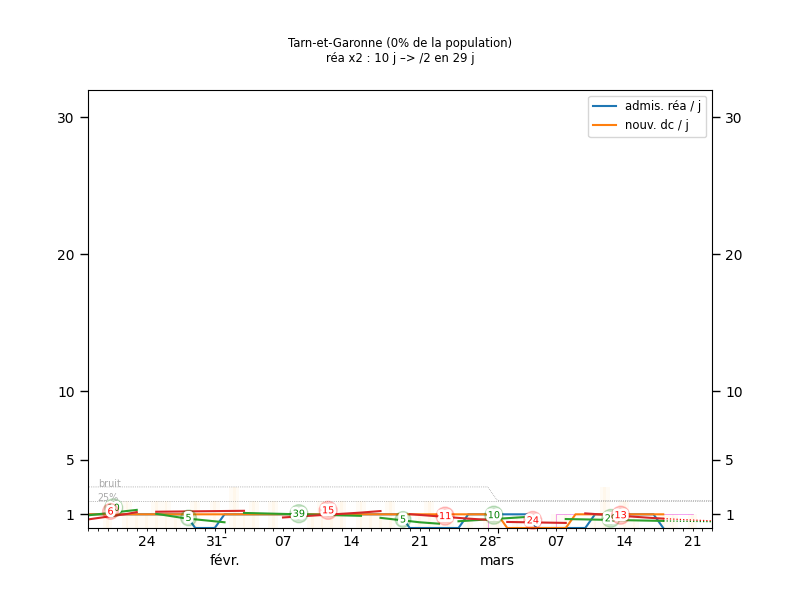 Tarn-et-Garonne (0% de la population)
réa x2 : 10 j –> /2 en 29 j
admis. réa / j
nouv. dc / j
30 30
20 20
10 10
5 5
bruit
25%
6 5 39 15 5 11 10 24 13
1 1
24 31 07 14 21 28 07 14 21
févr. mars